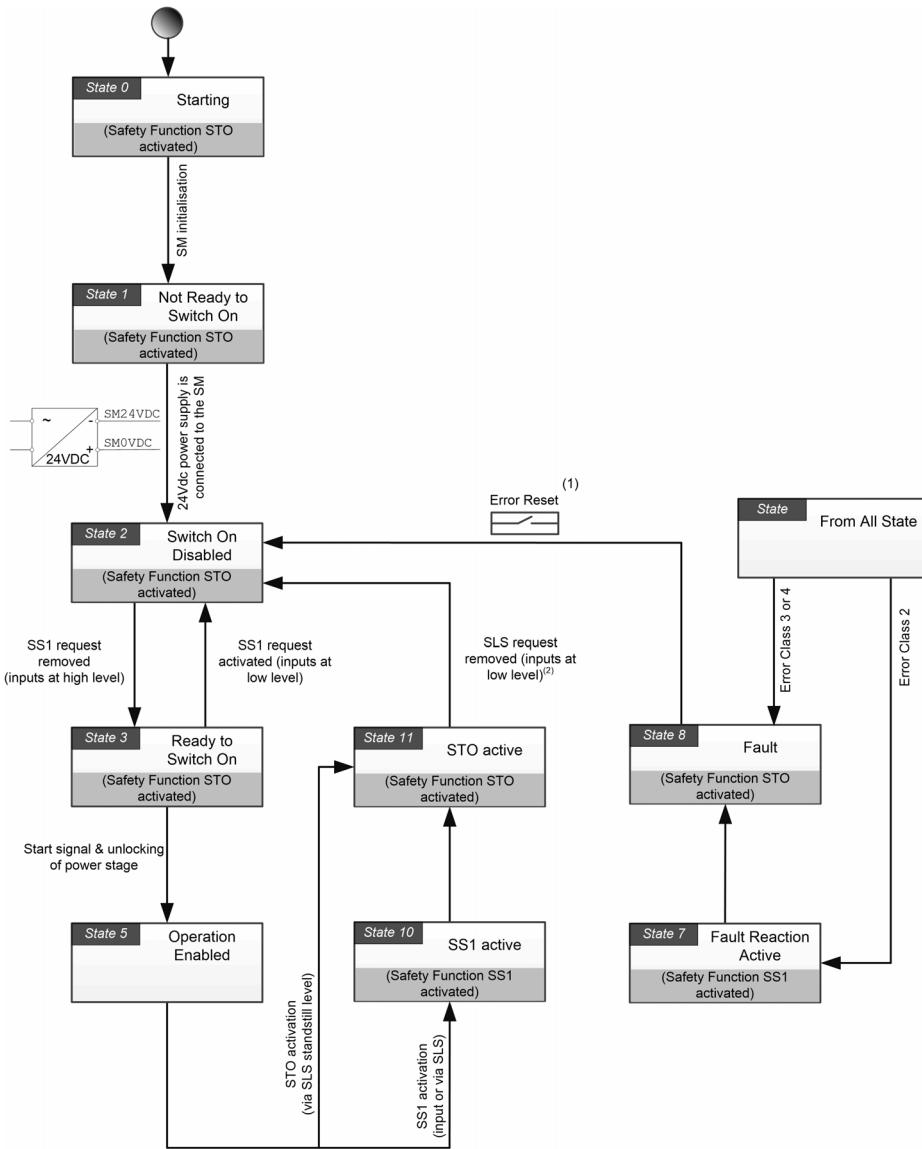 State 0
Starting
(Safety Function STO
activated)
SM initialisation
State 1
Not Ready to
Switch On
(Safety Function STO
activated)
24Vdc power supply is
connected to the SM
~
-
+
24VDC
SM24VDC
SM0VDC
State 2
Switch On
Disabled
(Safety Function STO
activated)
Error Reset
(1)
State
From All State
Error Class 3 or 4
Error Class 2
SS1 request
removed
(inputs at high level)
SS1 request
activated (inputs at
low level)
SLS request
removed (inputs at
low level)(2)
State 3
Ready to
Switch On
(Safety Function STO
activated)
State 11
STO active
(Safety Function STO
activated)
State 8
Fault
(Safety Function STO
activated)
Start signal & unlocking
of power stage
State 5
Operation
Enabled
State 10
SS1 active
(Safety Function SS1
activated)
State 7
Fault Reaction
Active
(Safety Function SS1
activated)
STO activation
(via SLS standstill level)
SS1 activation
(input or via SLS)